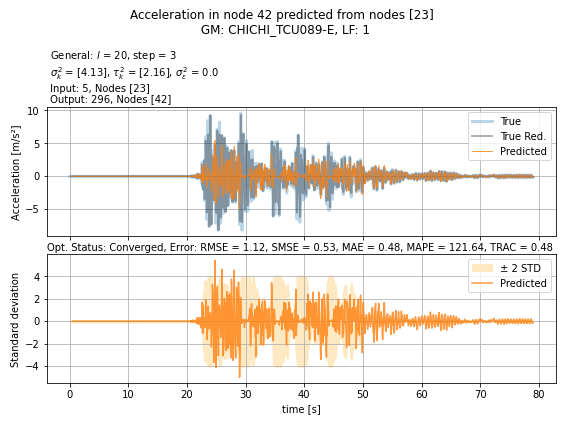 Acceleration in node 42 predicted from nodes [23]
GM: CHICHI_TCU089-E, LF: 1
General: l = 20, step = 3
σ²ₖ = [4.13], τ²ₖ = [2.16], σ²ε = 0.0
Input: 5, Nodes [23]
Output: 296, Nodes [42]
10
5
0
−5
Acceleration [m/s²]
True
True Red.
Predicted
Opt. Status: Converged, Error: RMSE = 1.12, SMSE = 0.53, MAE = 0.48, MAPE = 121.64, TRAC = 0.48
4
2
0
−2
−4
Standard deviation
± 2 STD
Predicted
0 10 20 30 40 50 60 70 80
time [s]